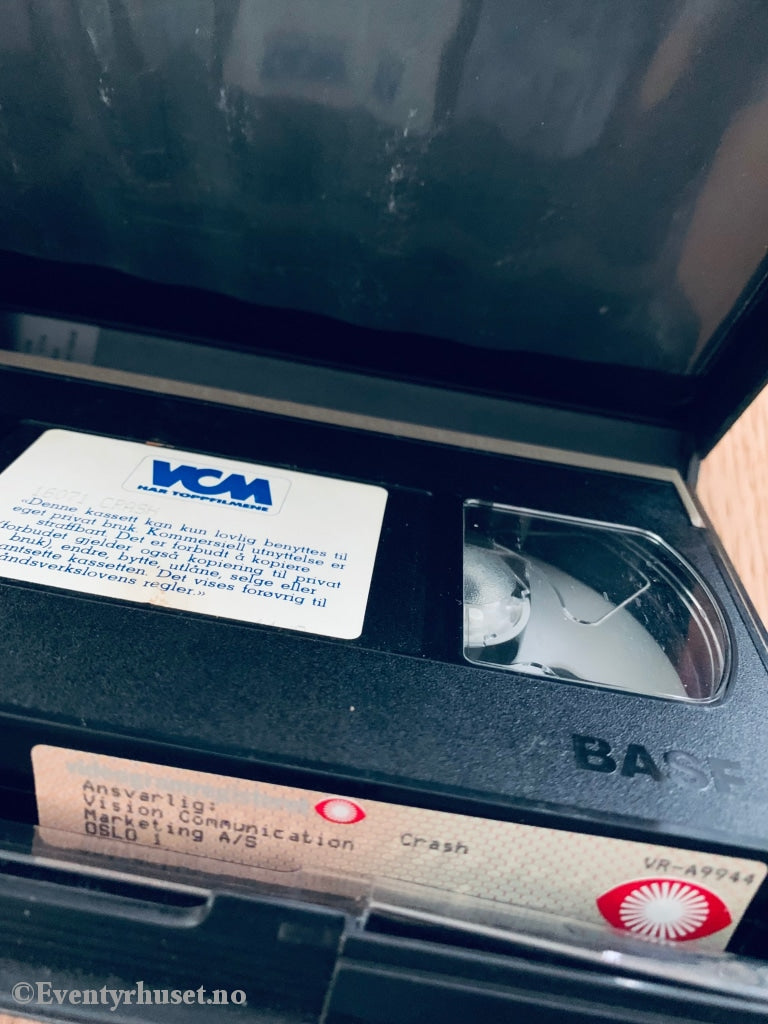 VCM
HAR TOPPFILMENE
16071 CRASH
«Denne kassett kan kun lovlig benyttes til
eget privat bruk. Kommersiell utnyttelse er
straffbart. Det er forbudt å kopiere
forbudet gjelder også kopiering til privat
bruk), endre, bytte, utlåne, selge eller
kassetten. Det vises forøvrig til
åndsverkslovens regler.»
BASF
Ansvarlig:
Vision Communication
Marketing A/S
OSLO 1
Crash
VR-A9944
©Eventyrhuset.no